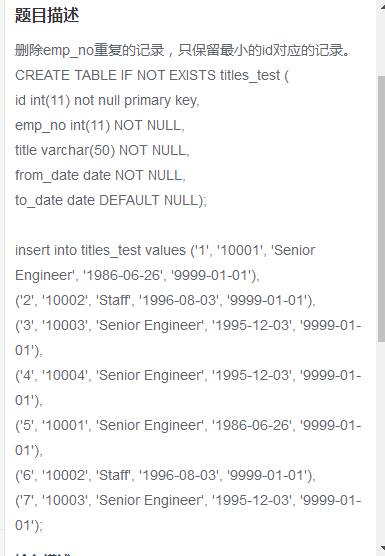 题目描述
删除emp_no重复的记录，只保留最小的id对应的记录。
CREATE TABLE IF NOT EXISTS titles_test (
id int(11) not null primary key,
emp_no int(11) NOT NULL,
title varchar(50) NOT NULL,
from_date date NOT NULL,
to_date date DEFAULT NULL);
insert into titles_test values ('1', '10001', 'Senior
Engineer', '1986-06-26', '9999-01-01'),
('2', '10002', 'Staff', '1996-08-03', '9999-01-01'),
('3', '10003', 'Senior Engineer', '1995-12-03', '9999-01-
01'),
('4', '10004', 'Senior Engineer', '1995-12-03', '9999-01-
01'),
('5', '10001', 'Senior Engineer', '1986-06-26', '9999-01-
01'),
('6', '10002', 'Staff', '1996-08-03', '9999-01-01'),
('7', '10003', 'Senior Engineer', '1995-12-03', '9999-01-
01');